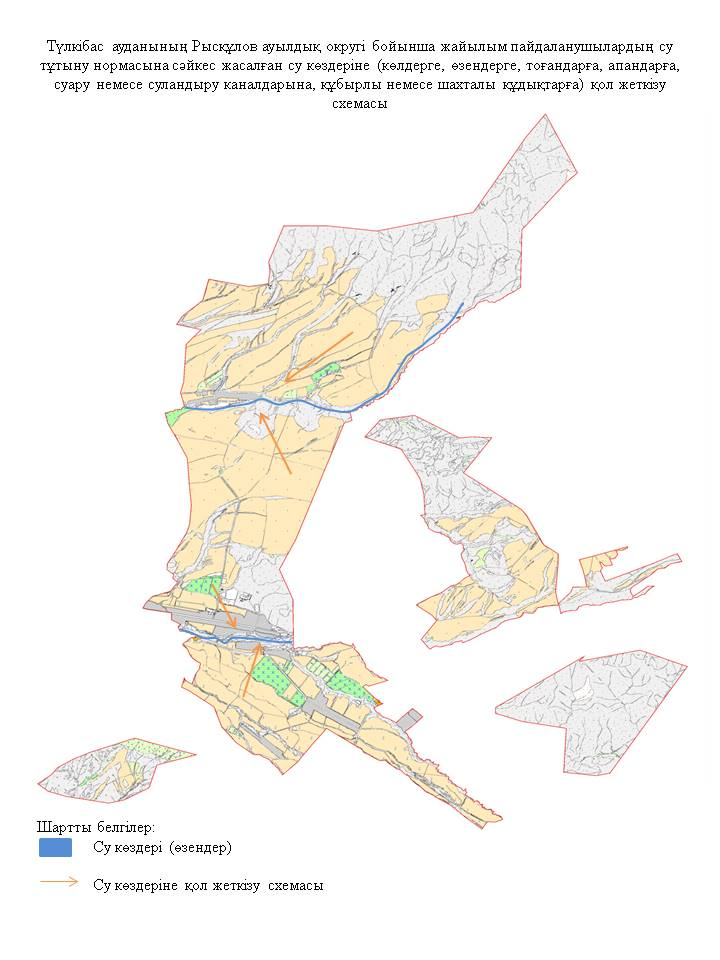 Түлкібас ауданының Рысқұлов ауылдық округі бойынша жайылым пайдаланушылардың су
тұтыну нормасына сәйкес жасалған су көздеріне (көлдерге, өзендерге, тоғандарға, апандарға,
суару немесе суландыру каналдарына, құбырлы немесе шахталы құдықтарға) қол жеткізу
схемасы
Шартты белгілер:
Су көздері (өзендер)
Су көздеріне қол жеткізу схемасы